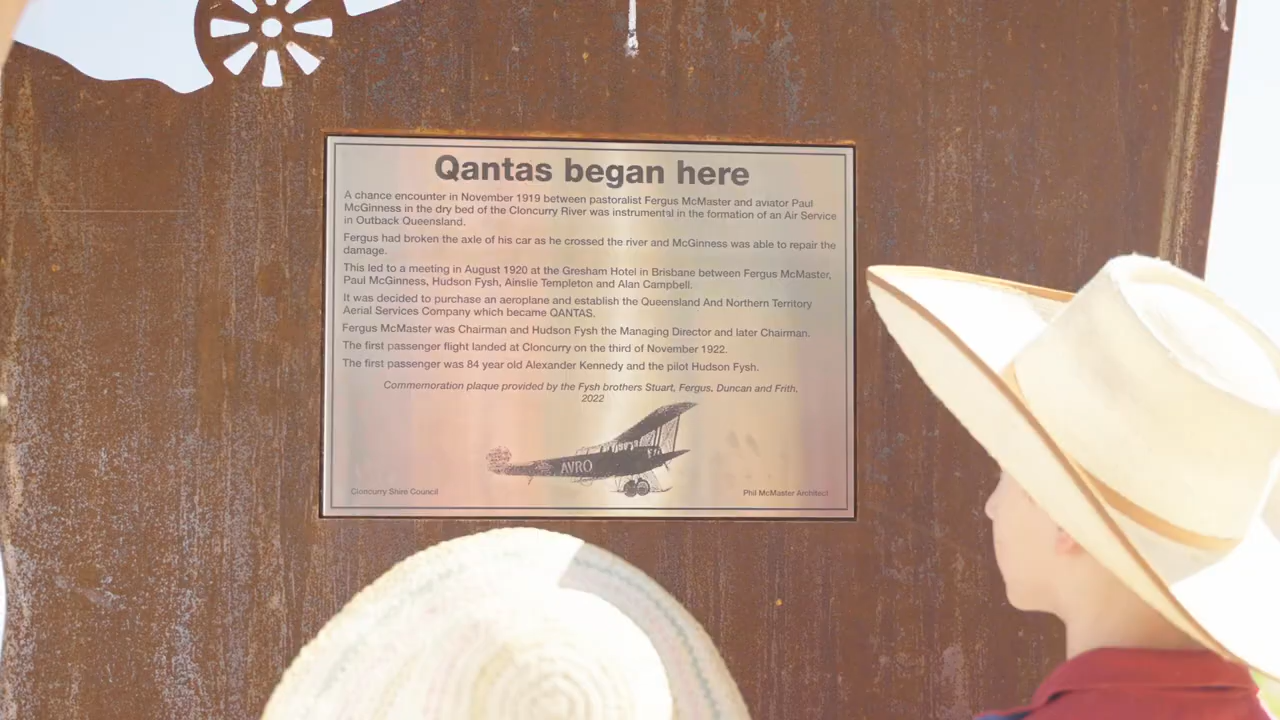 Qantas began here
A chance encounter in November 1919 between pastoralist Fergus McMaster and aviator Paul
McGinness in the dry bed of the Cloncurry River was instrumental in the formation of an Air Service
in Outback Queensland.
Fergus had broken the axle of his car as he crossed the river and McGinness was able to repair the
damage.
This led to a meeting in August 1920 at the Gresham Hotel in Brisbane between Fergus McMaster,
Paul McGinness, Hudson Fysh, Ainslie Templeton and Alan Campbell.
It was decided to purchase an aeroplane and establish the Queensland And Northern Territory
Aerial Services Company which became QANTAS.
Fergus McMaster was Chairman and Hudson Fysh the Managing Director and later Chairman.
The first passenger flight landed at Cloncurry on the third of November 1922.
The first passenger was 84 year old Alexander Kennedy and the pilot Hudson Fysh.
Commemoration plaque provided by the Fysh brothers Stuart, Fergus, Duncan and Frith.
2022
AVRO
Cloncurry Shire Council
Phil McMaster Architect